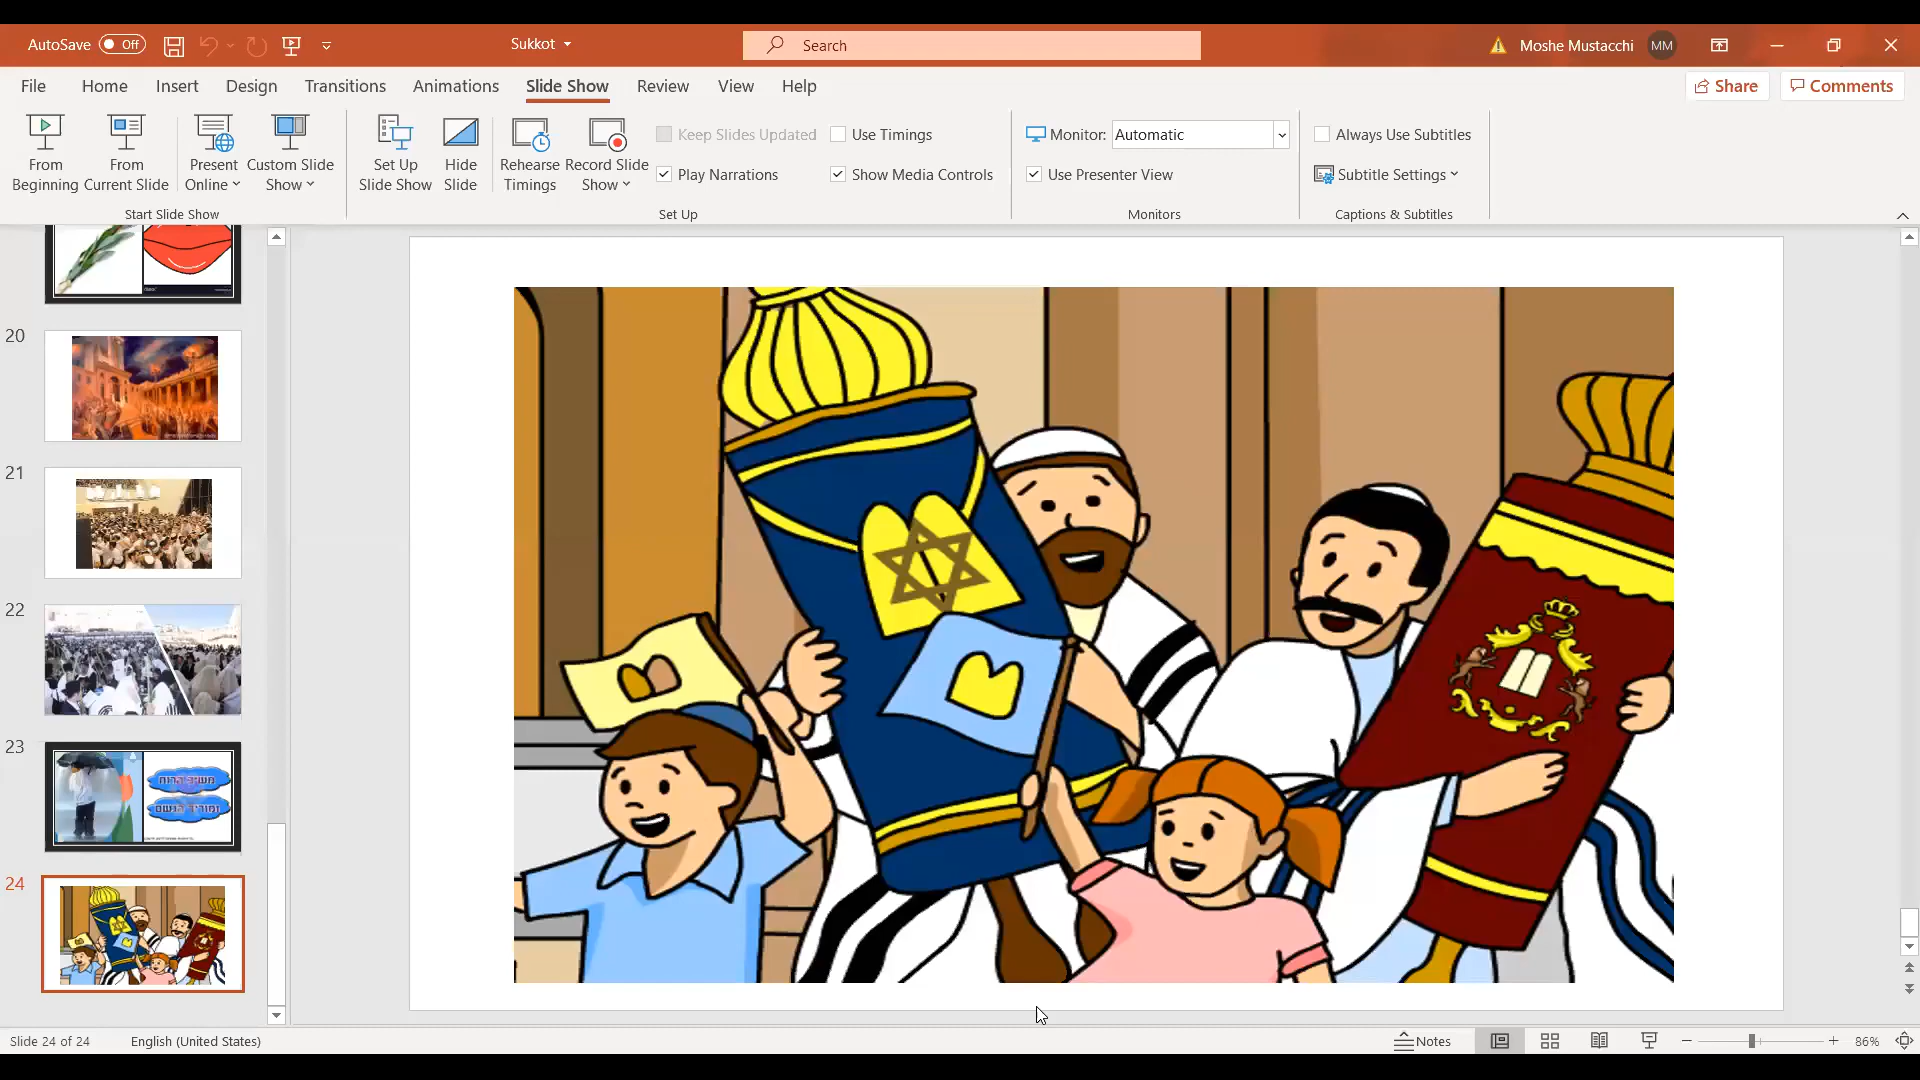 AutoSave Off
Sukkot
Search
Moshe Mustacchi MM
File Home Insert Design Transitions Animations Slide Show Review View Help
Share Comments
From Beginning
From Current Slide
Present Online
Custom Slide Show
Start Slide Show
Set Up Slide Show
Hide Slide
Rehearse Timings
Record Slide Show
Keep Slides Updated
Play Narrations
Use Timings
Show Media Controls
Set Up
Monitor: Automatic
Use Presenter View
Monitors
Always Use Subtitles
Subtitle Settings
Captions & Subtitles
20
21
22
23
משיב הרוח
ומוריד הגשם
24
Slide 24 of 24 English (United States)
Notes
86%